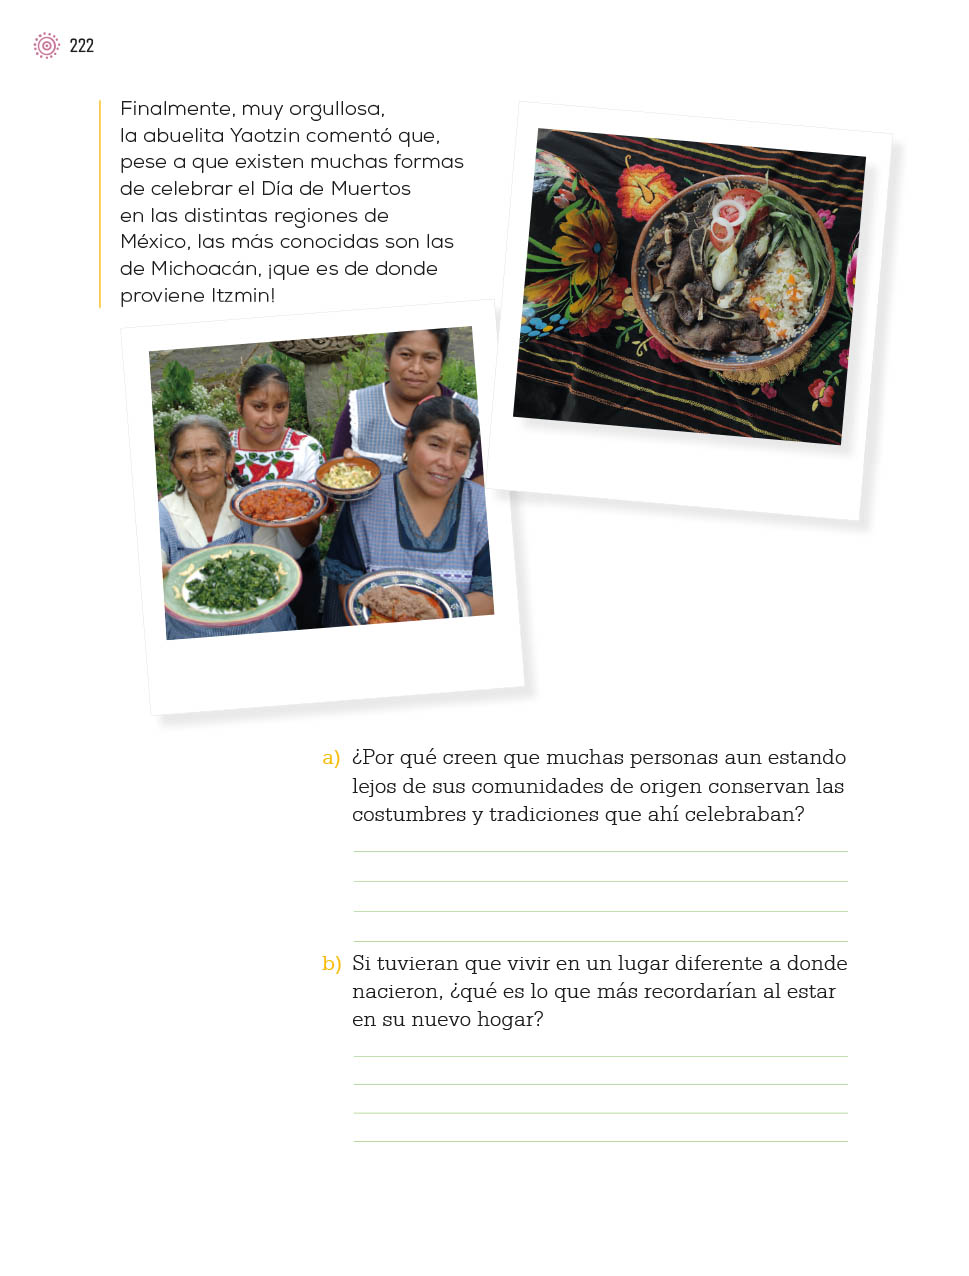 222
Finalmente, muy orgullosa,
la abuelita Yaotzin comentó que,
pese a que existen muchas formas
de celebrar el Día de Muertos
en las distintas regiones de
México, las más conocidas son las
de Michoacán, ¡que es de donde
proviene Itzmin!
a) ¿Por qué creen que muchas personas aun estando
lejos de sus comunidades de origen conservan las
costumbres y tradiciones que ahí celebraban?
b) Si tuvieran que vivir en un lugar diferente a donde
nacieron, ¿qué es lo que más recordarían al estar
en su nuevo hogar?